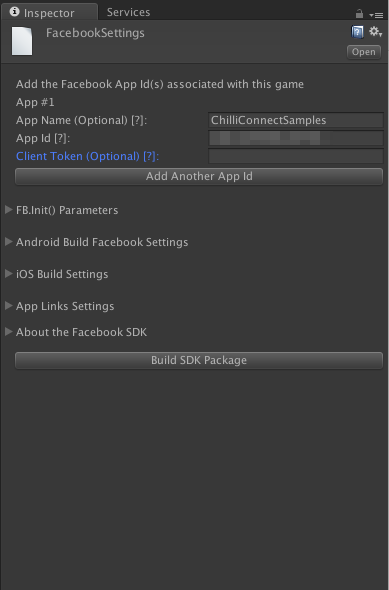 Inspector
Services
FacebookSettings
Open
Add the Facebook App Id(s) associated with this game
App #1
App Name (Optional) [?]: ChilliConnectSamples
App Id [?]:
Client Token (Optional) [?]:
Add Another App Id
FB.Init() Parameters
Android Build Facebook Settings
iOS Build Settings
App Links Settings
About the Facebook SDK
Build SDK Package